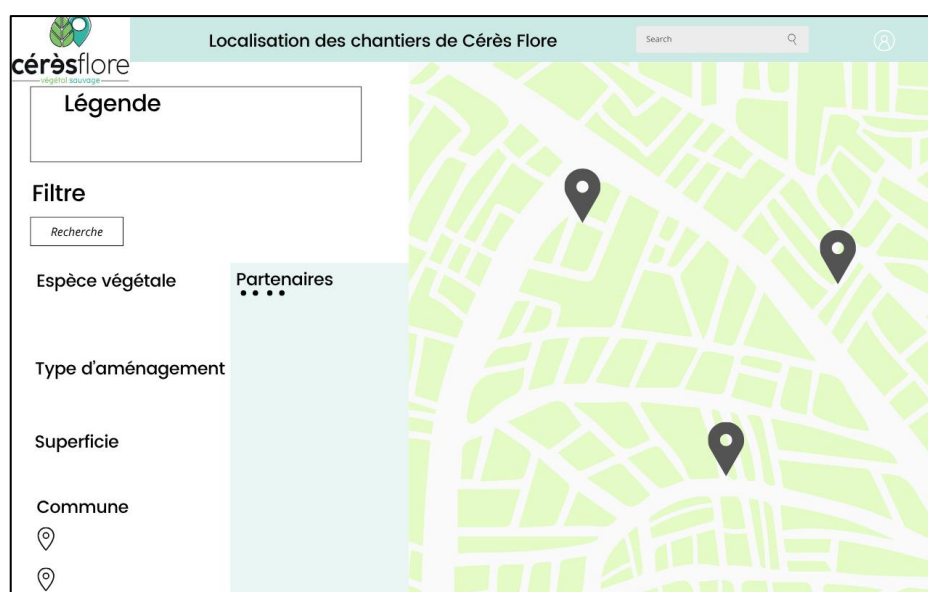 Localisation des chantiers de Cérès Flore
Search
cérèsflore
végétal sauvage
Légende
Filtre
Recherche
Espèce végétale
Partenaires
Type d'aménagement
Superficie
Commune